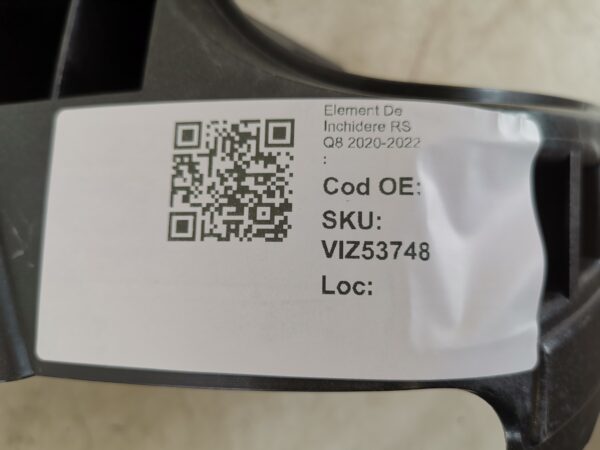 Element De
Inchidere RS
Q8 2020-2022
:
Cod OE:
SKU:
VIZ53748
Loc: